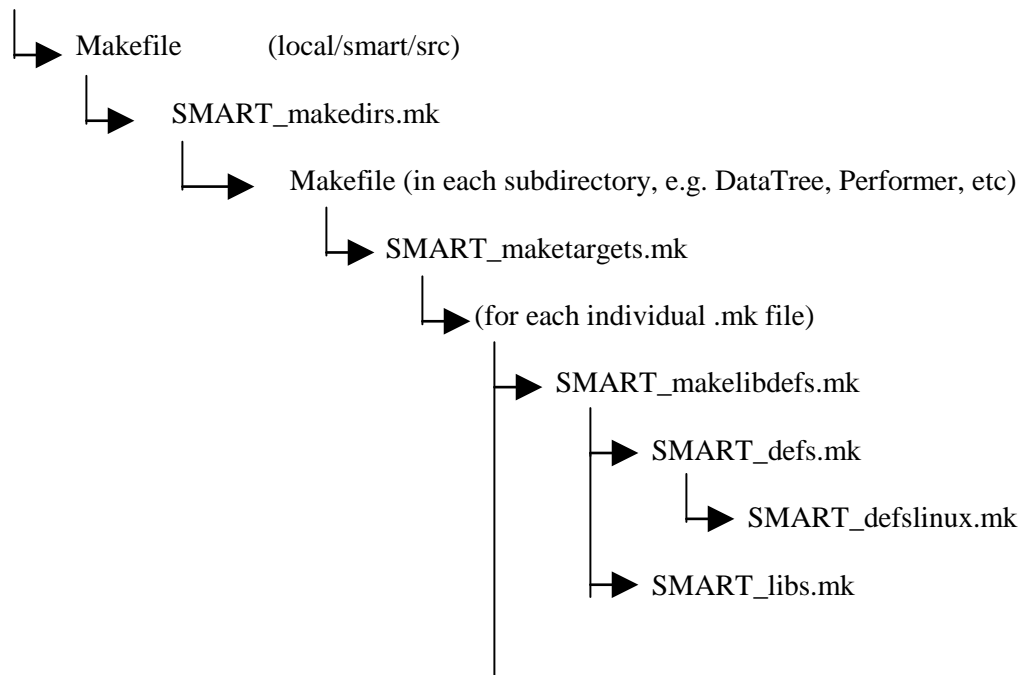 Makefile (local/smart/src)
SMART_makedirs.mk
Makefile (in each subdirectory, e.g. DataTree, Performer, etc)
SMART_maketargets.mk
(for each individual .mk file)
SMART_makelibdefs.mk
SMART_defs.mk
SMART_defslinux.mk
SMART_libs.mk